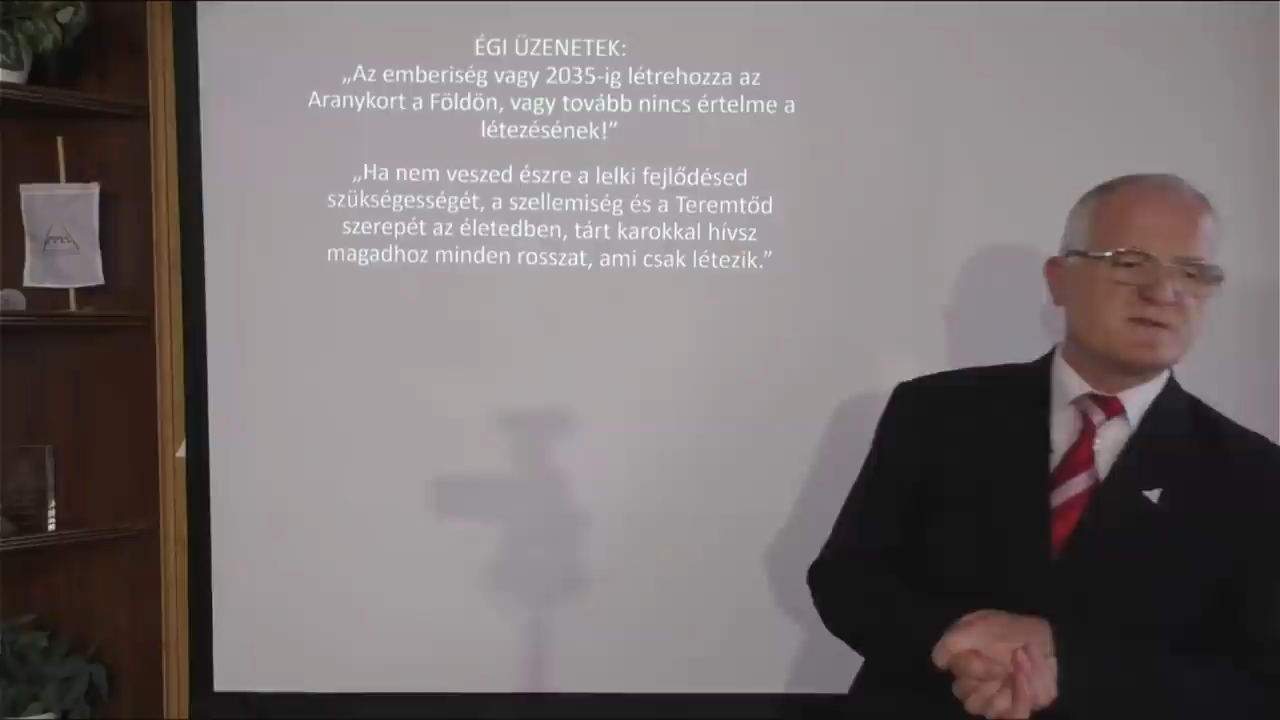 ÉGI ÜZENETEK:
„Az emberiség vagy 2035-ig létrehozza az
Aranykort a Földön, vagy tovább nincs értelme a
létezésének!”
„Ha nem veszed észre a lelki fejlődésed
szükségességét, a szellemiség és a Teremtőd
szerepét az életedben, tárt karokkal hívsz
magadhoz minden rosszat, ami csak létezik.”